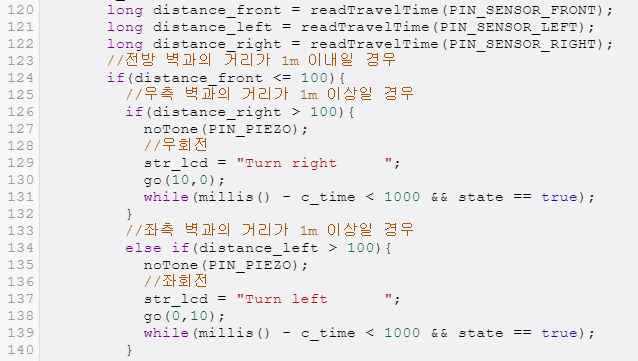 120 long distance_front = readTravelTime(PIN_SENSOR_FRONT);
121 long distance_left = readTravelTime(PIN_SENSOR_LEFT);
122 long distance_right = readTravelTime(PIN_SENSOR_RIGHT);
123 //전방 벽과의 거리가 1m 이내일 경우
124 if(distance_front <= 100){
125 //우측 벽과의 거리가 1m 이상일 경우
126 if(distance_right > 100){
127 noTone(PIN_PIEZO);
128 //우회전
129 str_lcd = "Turn right     ";
130 go(10,0);
131 while(millis() - c_time < 1000 && state == true);
132 }
133 //좌측 벽과의 거리가 1m 이상일 경우
134 else if(distance_left > 100){
135 noTone(PIN_PIEZO);
136 //좌회전
137 str_lcd = "Turn left      ";
138 go(0,10);
139 while(millis() - c_time < 1000 && state == true);
140 }